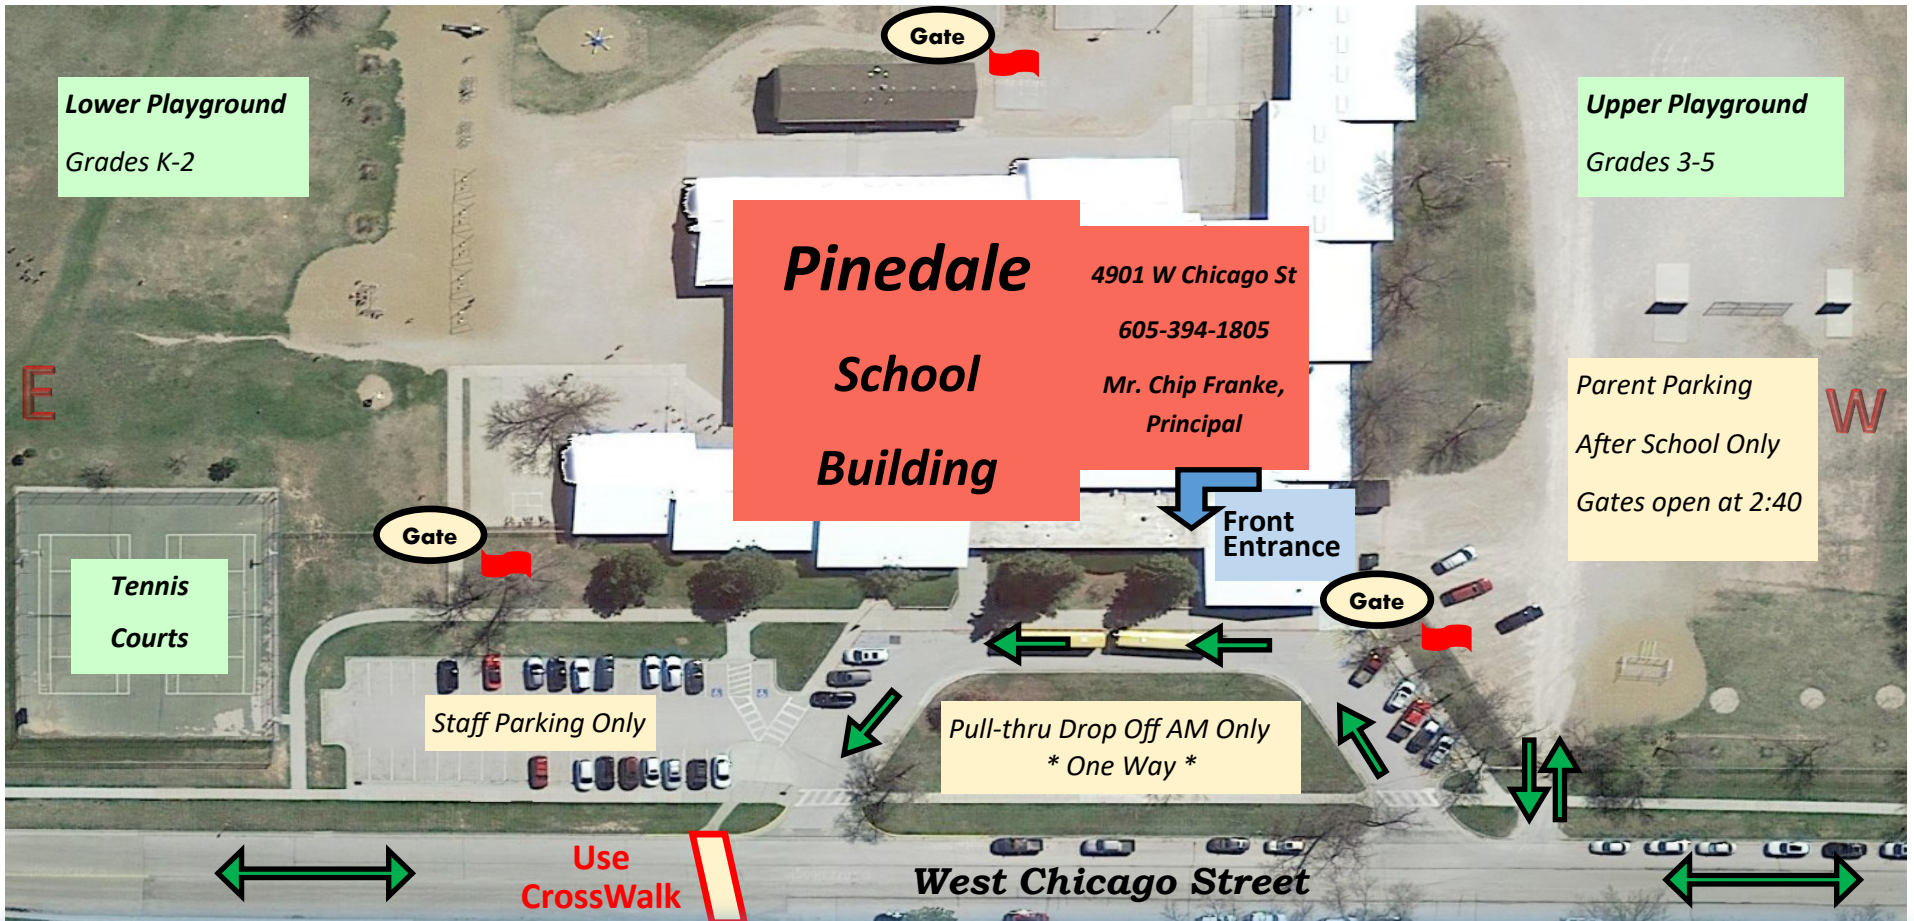 Gate
Lower Playground
Grades K-2
Upper Playground
Grades 3-5
Pinedale
School
Building
4901 W Chicago St
605-394-1805
Mr. Chip Franke,
Principal
E
Parent Parking
After School Only
Gates open at 2:40
W
Gate
Front
Entrance
Tennis
Courts
Gate
Staff Parking Only
Pull-thru Drop Off AM Only
* One Way *
Use
CrossWalk
West Chicago Street